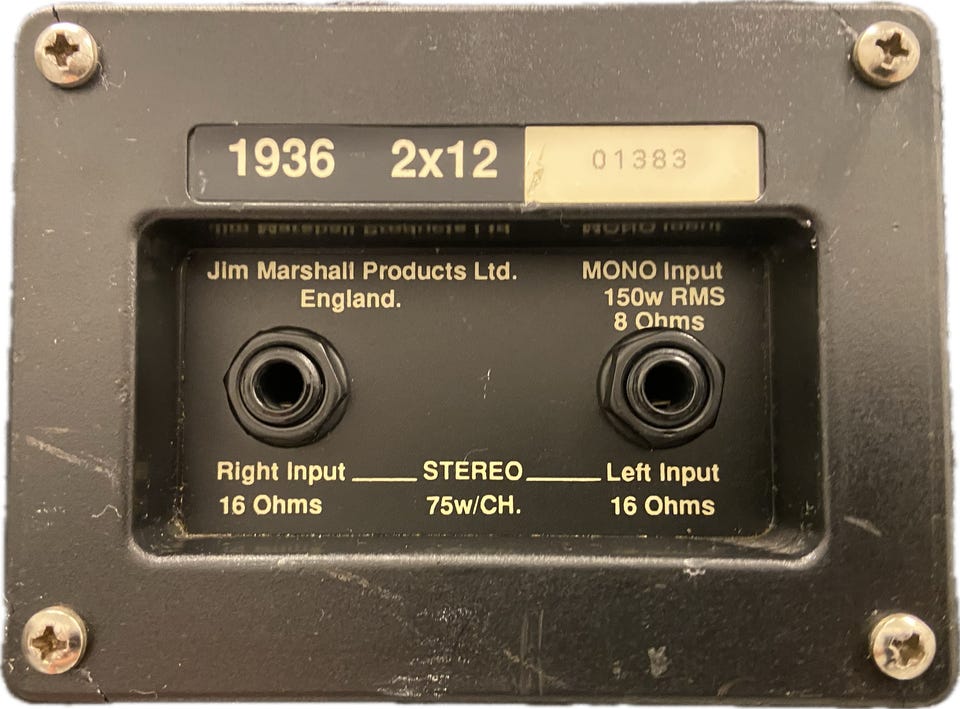 1936 2x12 01383
Jim Marshall Products Ltd.
England.
MONO Input
150w RMS
8 Ohms
Right Input STEREO Left Input
16 Ohms 75w/CH. 16 Ohms